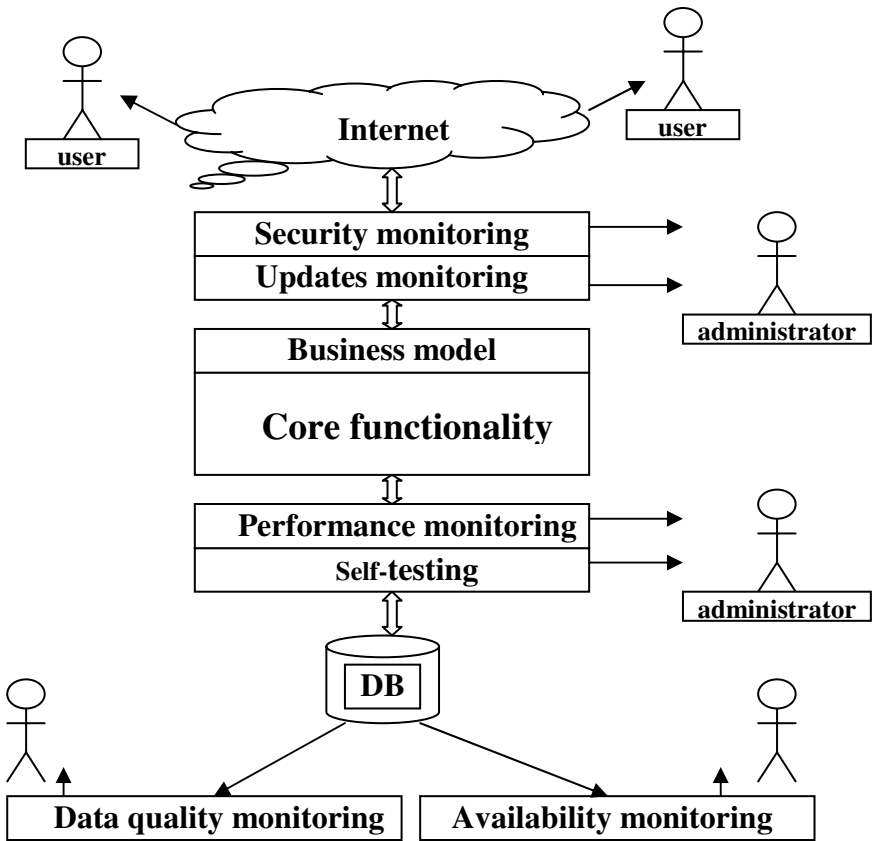 user
user
Internet
Security monitoring
Updates monitoring
administrator
Business model
Core functionality
Performance monitoring
Self-testing
administrator
DB
Data quality monitoring
Availability monitoring